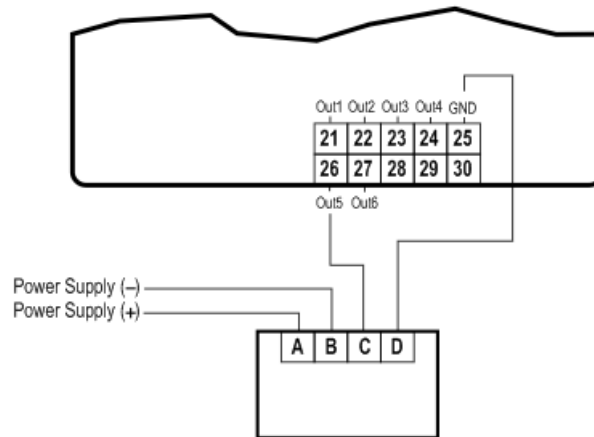 Out1 Out2 Out3 Out4 GND
21 22 23 24 25
26 27 28 29 30
Out5 Out6
Power Supply (–)
Power Supply (+)
A B C D